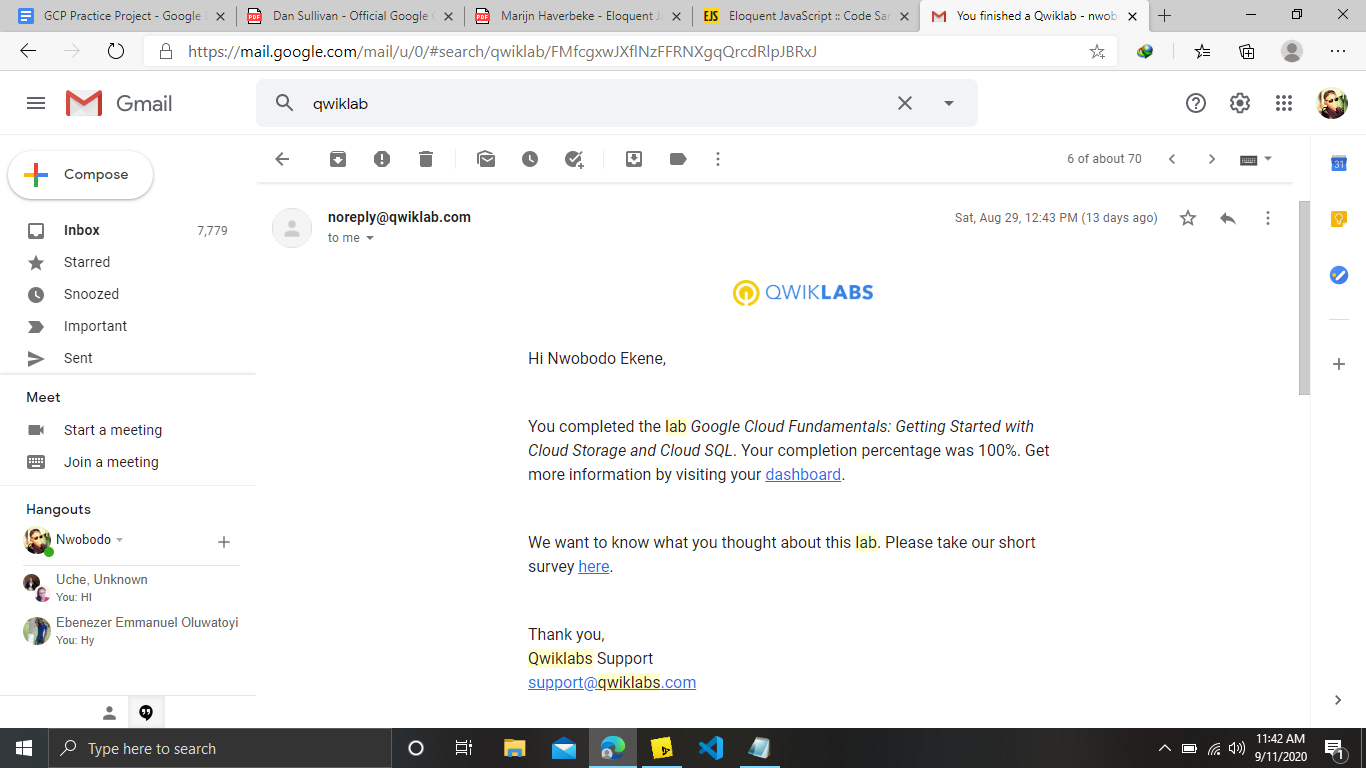 GCP Practice Project - Google D
Dan Sullivan - Official Google C
Marijn Haverbeke - Eloquent Ja
EJS
Eloquent JavaScript :: Code San
You finished a Qwiklab - nwob
https://mail.google.com/mail/u/0/#search/qwiklab/FMfcgxwJXflNzFFRNXgqQrcdRlpJBRxJ
Gmail
qwiklab
Compose
6 of about 70
31
Inbox 7,779
Starred
Snoozed
Important
Sent
Meet
Start a meeting
Join a meeting
Hangouts
Nwobodo
Uche, Unknown
You: HI
Ebenezer Emmanuel Oluwatoyi
You: Hy
noreply@qwiklab.com
Sat, Aug 29, 12:43 PM (13 days ago)
to me
QWIKLABS
Hi Nwobodo Ekene,
You completed the lab Google Cloud Fundamentals: Getting Started with
Cloud Storage and Cloud SQL. Your completion percentage was 100%. Get
more information by visiting your dashboard.
We want to know what you thought about this lab. Please take our short
survey here.
Thank you,
Qwiklabs Support
support@qwiklabs.com
Type here to search
11:42 AM
9/11/2020
1